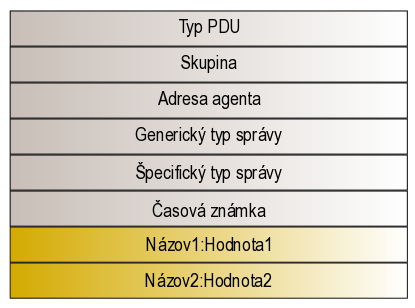 Typ PDU
Skupina
Adresa agenta
Generický typ správy
Špecifický typ správy
Časová známka
Názov1:Hodnota1
Názov2:Hodnota2